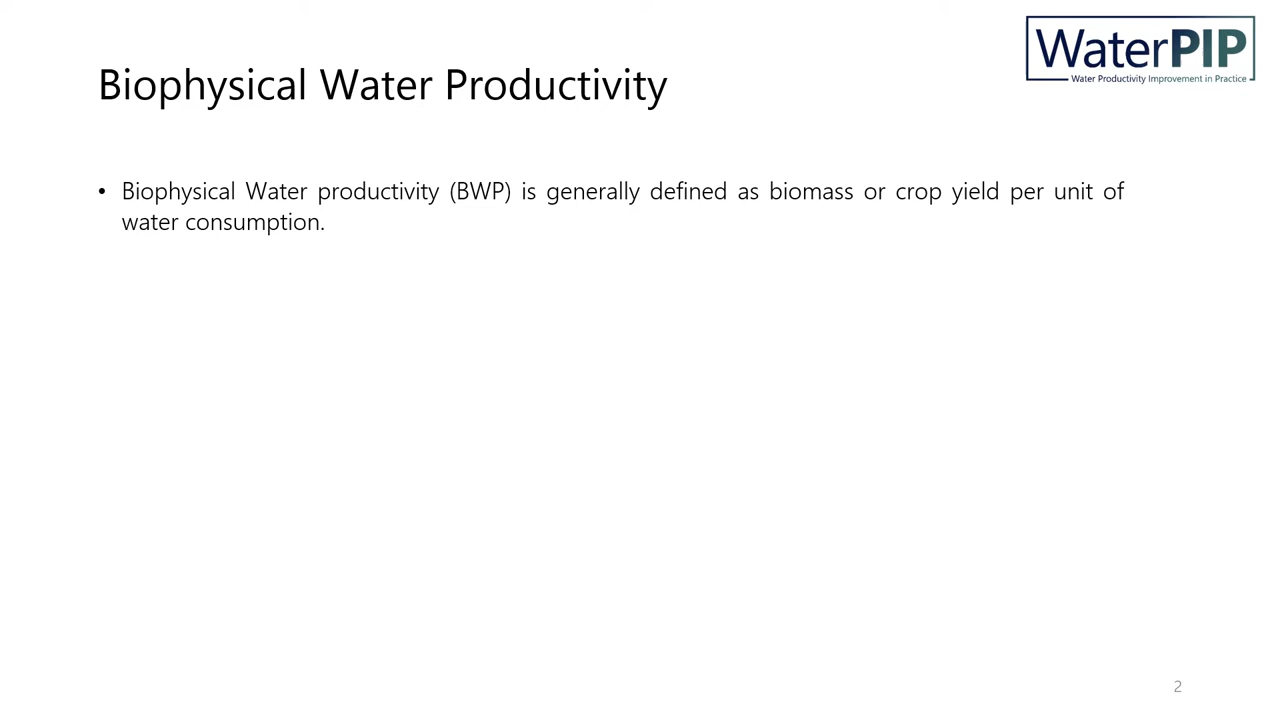 WaterPIP
Water Productivity Improvement in Practice
Biophysical Water Productivity
• Biophysical Water productivity (BWP) is generally defined as biomass or crop yield per unit of
water consumption.
2